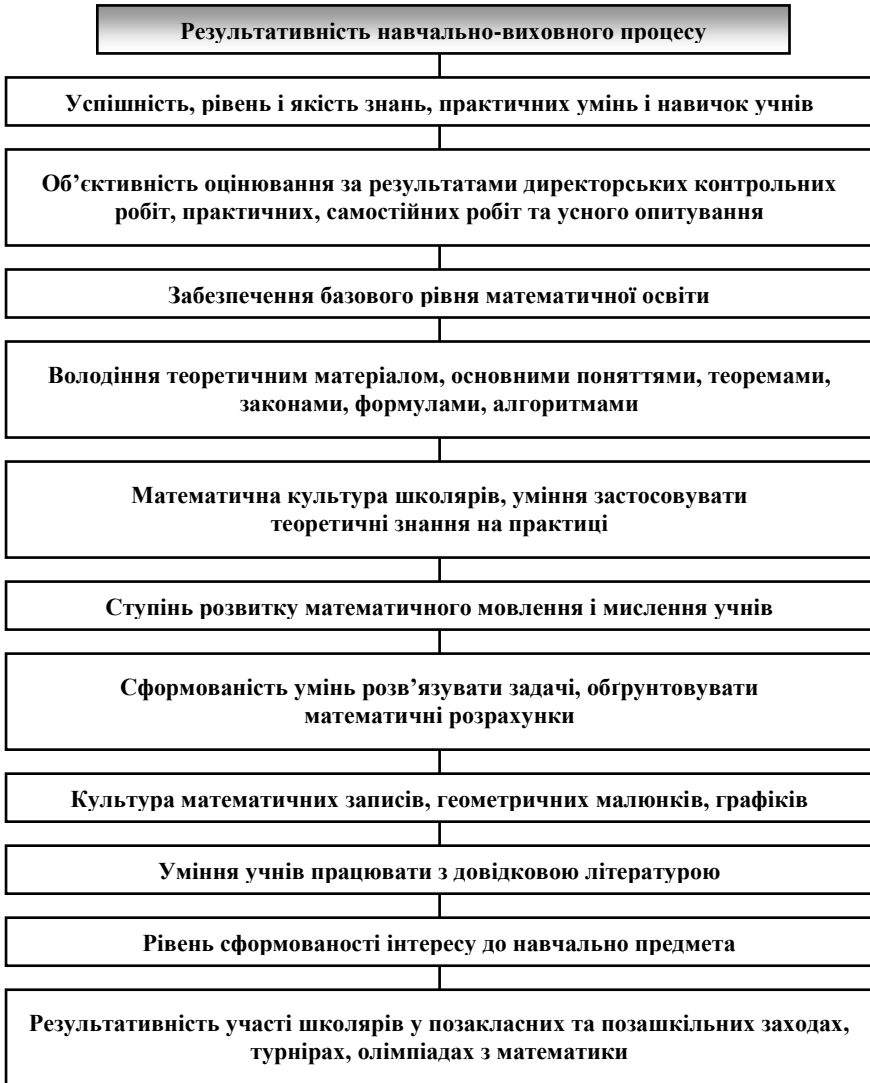 Результативність навчально-виховного процесу
Успішність, рівень і якість знань, практичних умінь і навичок учнів
Об’єктивність оцінювання за результатами директорських контрольних
робіт, практичних, самостійних робіт та усного опитування
Забезпечення базового рівня математичної освіти
Володіння теоретичним матеріалом, основними поняттями, теоремами,
законами, формулами, алгоритмами
Математична культура школярів, уміння застосовувати
теоретичні знання на практиці
Ступінь розвитку математичного мовлення і мислення учнів
Сформованість умінь розв’язувати задачі, обґрунтовувати
математичні розрахунки
Культура математичних записів, геометричних малюнків, графіків
Уміння учнів працювати з довідковою літературою
Рівень сформованості інтересу до навчально предмета
Результативність участі школярів у позакласних та позашкільних заходах,
турнірах, олімпіадах з математики